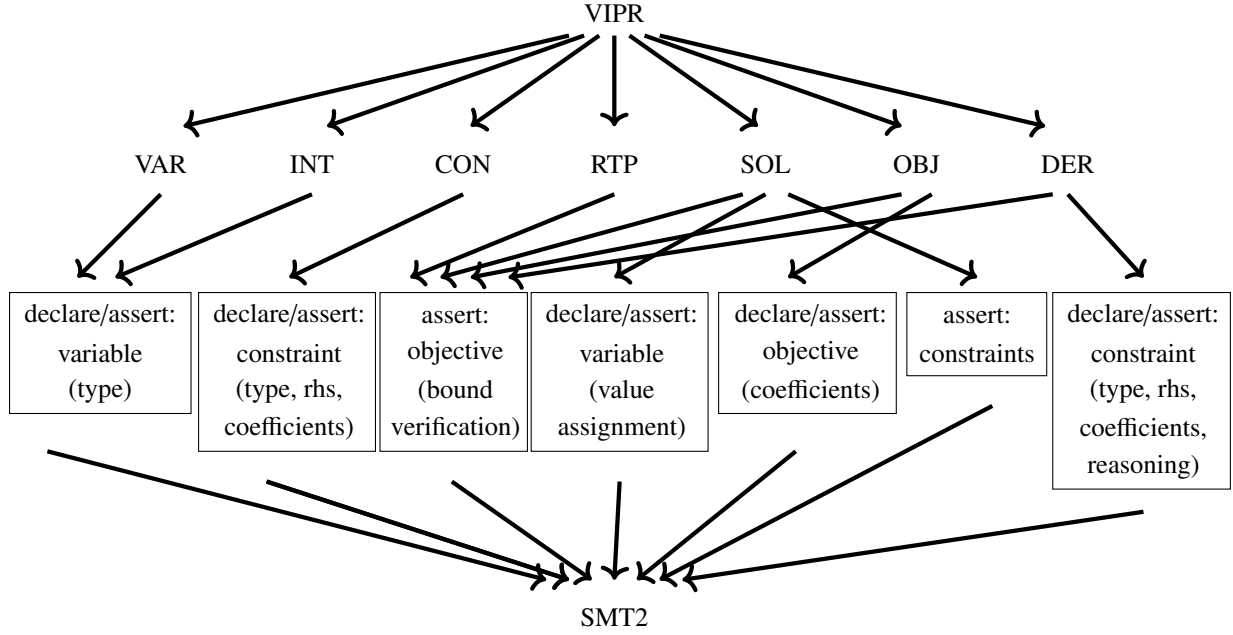 VIPR
VAR
INT
CON
RTP
SOL
OBJ
DER
declare/assert:
variable
(type)
declare/assert:
constraint
(type, rhs,
coefficients)
assert:
objective
(bound
verification)
declare/assert:
variable
(value
assignment)
declare/assert:
objective
(coefficients)
assert:
constraints
declare/assert:
constraint
(type, rhs,
coefficients,
reasoning)
SMT2